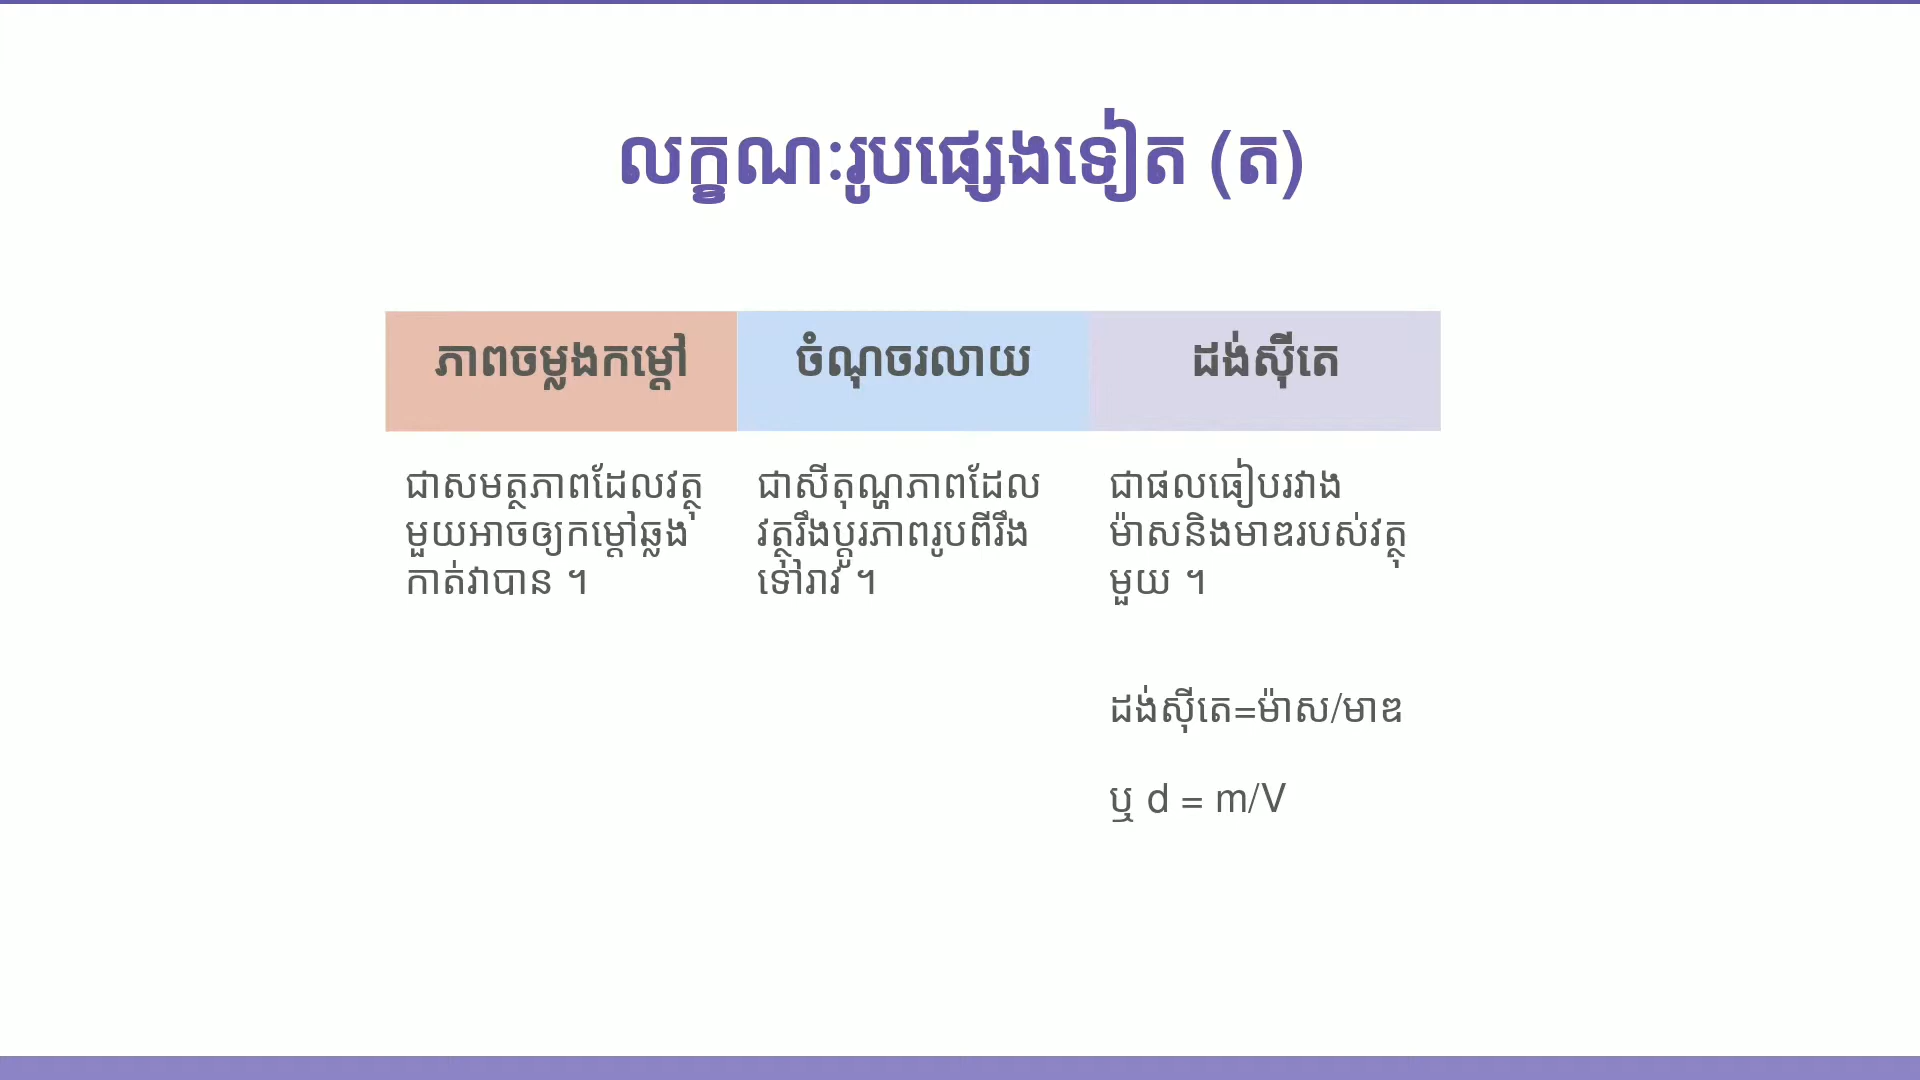 លក្ខណៈរូបផ្សេងទៀត (ត)
ភាពចម្លងកម្ដៅ
ចំណុចរលាយ
ដង់ស៊ីតេ
ជាសមត្ថភាពដែលវត្ថុ
មួយអាចឲ្យកម្ដៅឆ្លង
កាត់វាបាន ។
ជាសីតុណ្ហភាពដែល
វត្ថុរឹងប្ដូរភាពរូបពីរឹង
ទៅរាវ ។
ជាផលធៀបរវាង
ម៉ាសនិងមាឌរបស់វត្ថុ
មួយ ។
ដង់ស៊ីតេ=ម៉ាស/មាឌ
ឬ d = m/V